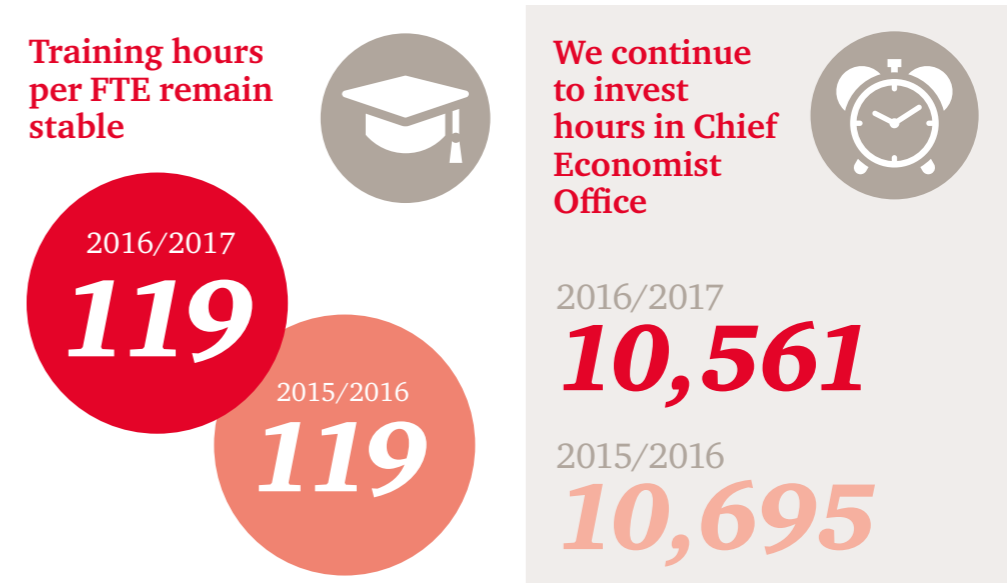 Training hours
per FTE remain
stable
2016/2017
119
2015/2016
119
We continue
to invest
hours in Chief
Economist
Office
2016/2017
10,561
2015/2016
10,695